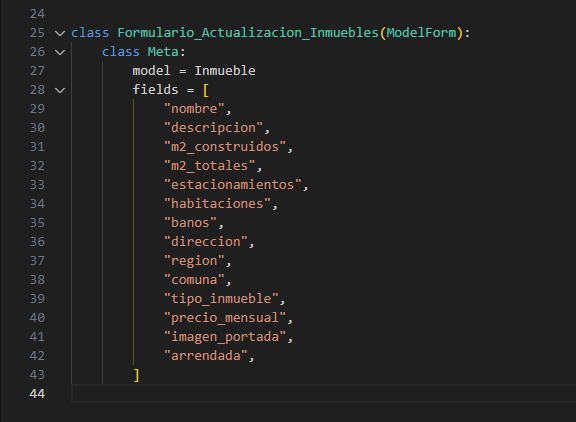 24
25 class Formulario_Actualizacion_Inmuebles(ModelForm):
26     class Meta:
27         model = Inmueble
28         fields = [
29             "nombre",
30             "descripcion",
31             "m2_construidos",
32             "m2_totales",
33             "estacionamientos",
34             "habitaciones",
35             "banos",
36             "direccion",
37             "region",
38             "comuna",
39             "tipo_inmueble",
40             "precio_mensual",
41             "imagen_portada",
42             "arrendada",
43         ]
44